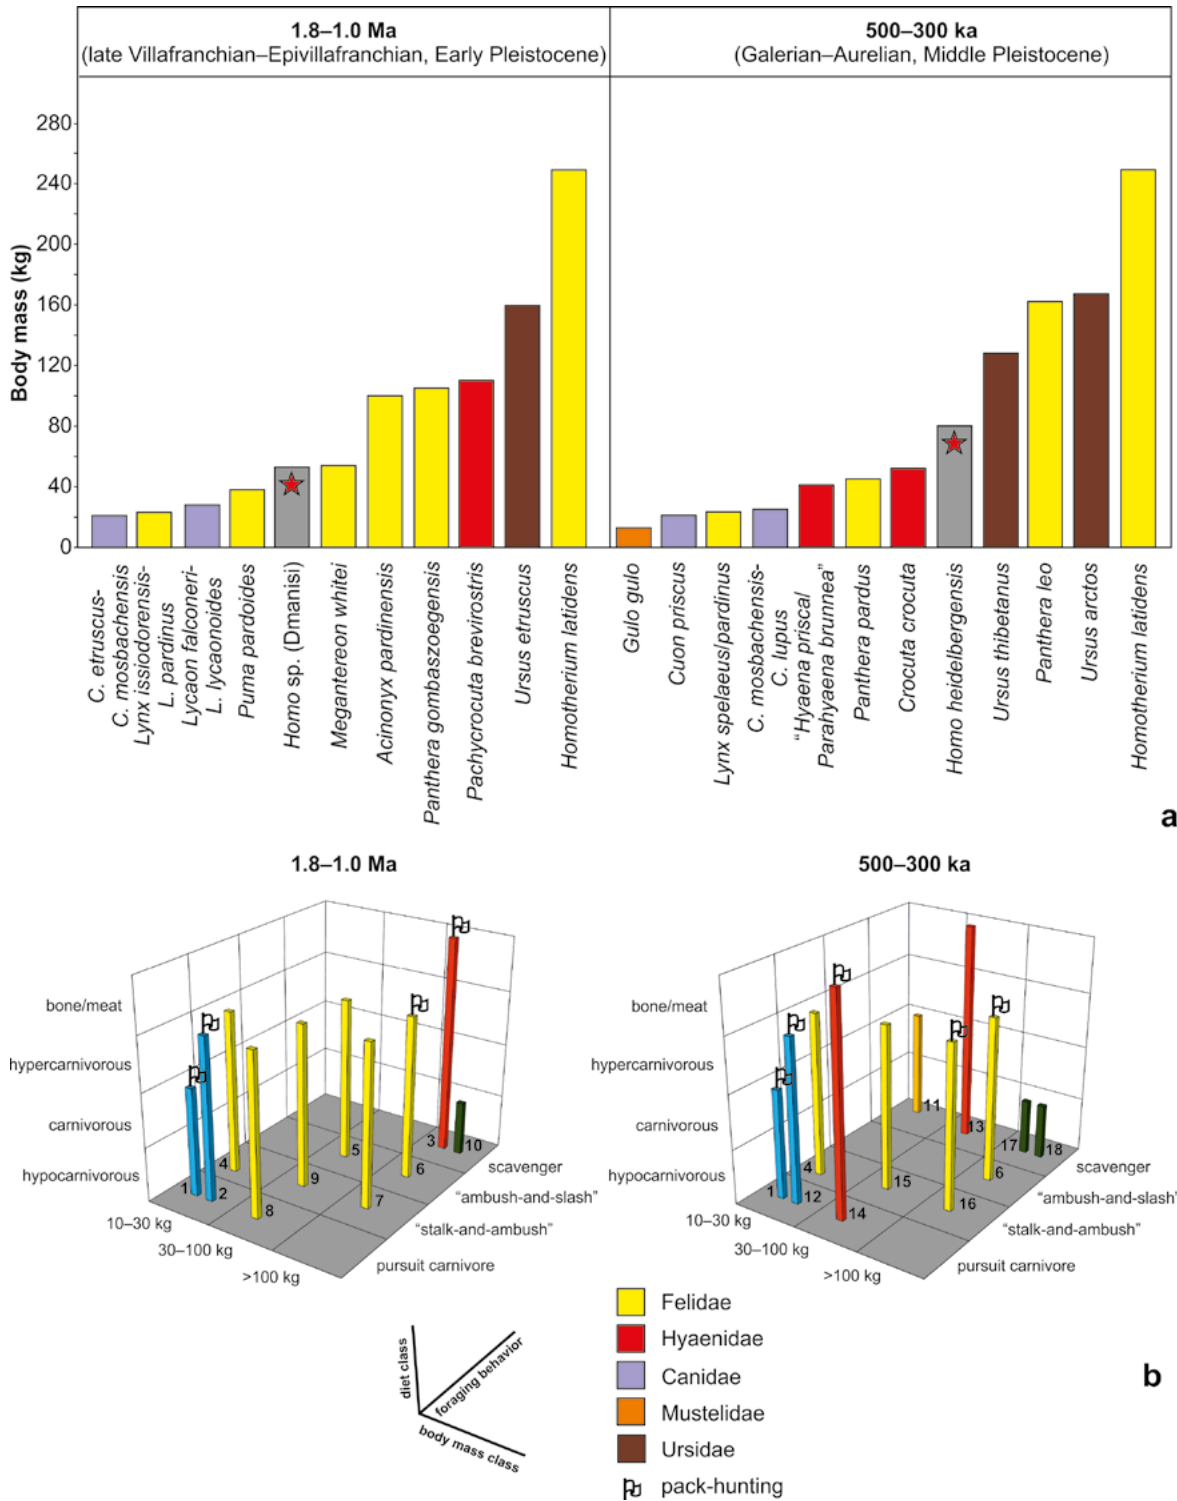 1.8–1.0 Ma
(late Villafranchian–Epivillafranchian, Early Pleistocene)
500–300 ka
(Galerian–Aurelian, Middle Pleistocene)
Body mass (kg)
280
240
200
160
120
80
40
0
C. etruscus-
C. mosbachensis
Lynx issiodorensis-
L. pardinus
Lycaon falconeri-
L. lycaonoides
Puma pardoides
Homo sp. (Dmanisi)
Megantereon whitei
Acinonyx pardinensis
Panthera gombaszoegensis
Pachycrocuta brevirostris
Ursus etruscus
Homotherium latidens
Gulo gulo
Cuon priscus
Lynx spelaeus/pardinus
C. mosbachensis-
C. lupus
“Hyaena priscal
Parahyaena brunnea”
Panthera pardus
Crocuta crocuta
Homo heidelbergensis
Ursus thibetanus
Panthera leo
Ursus arctos
Homotherium latidens
a
1.8–1.0 Ma
bone/meat
hypercarnivorous
carnivorous
hypocarnivorous
1
2
4
8
9
5
7
6
3
10
10–30 kg
30–100 kg
>100 kg
scavenger
“ambush-and-slash”
“stalk-and-ambush”
pursuit carnivore
500–300 ka
bone/meat
hypercarnivorous
carnivorous
hypocarnivorous
1
12
4
14
15
11
16
13
6
17
18
10–30 kg
30–100 kg
>100 kg
scavenger
“ambush-and-slash”
“stalk-and-ambush”
pursuit carnivore
diet class
foraging behavior
body mass class
Felidae
Hyaenidae
Canidae
Mustelidae
Ursidae
pack-hunting
b